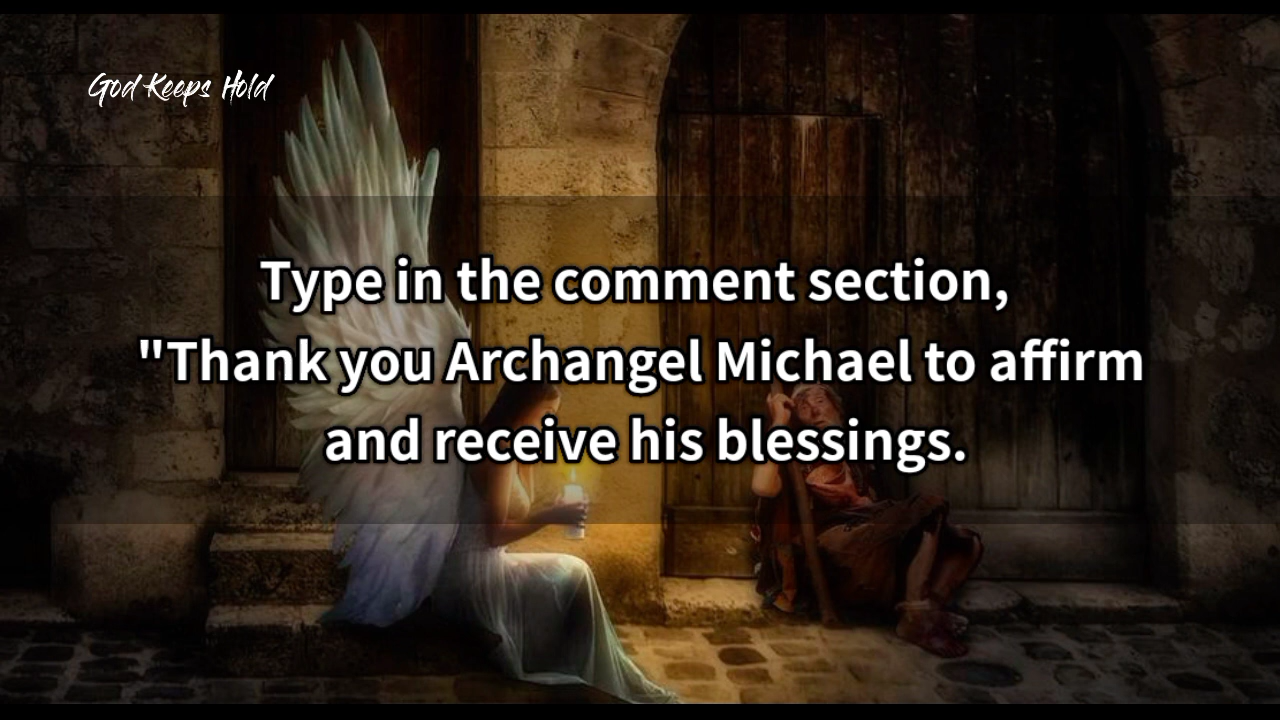 God Keeps Hold
Type in the comment section,
"Thank you Archangel Michael to affirm
and receive his blessings.